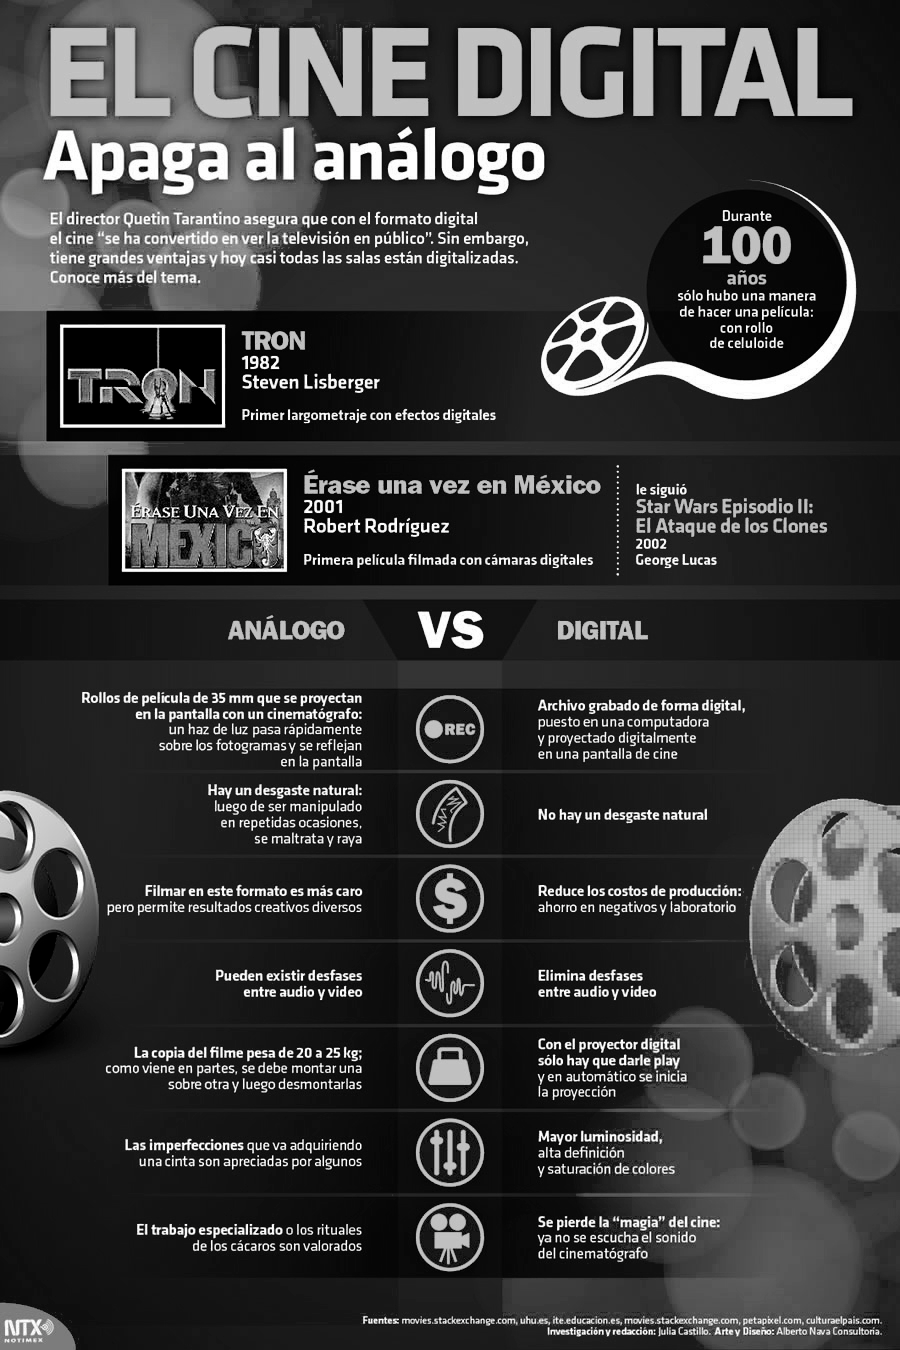 EL CINE DIGITAL
Apaga al análogo
El director Quetin Tarantino asegura que con el formato digital
el cine “se ha convertido en ver la televisión en público”. Sin embargo,
tiene grandes ventajas y hoy casi todas las salas están digitalizadas.
Conoce más del tema.
Durante
100
años
sólo hubo una manera
de hacer una película:
con rollo
de celuloide
TRON
TRON
1982
Steven Lisberger
Primer largometraje con efectos digitales
ÉRASE UNA VEZ EN
MEXICO
Érase una vez en México
2001
Robert Rodríguez
Primera película filmada con cámaras digitales
le siguió
Star Wars Episodio II:
El Ataque de los Clones
2002
George Lucas
ANÁLOGO
VS
DIGITAL
Rollos de película de 35 mm que se proyectan
en la pantalla con un cinematógrafo:
un haz de luz pasa rápidamente
sobre los fotogramas y se reflejan
en la pantalla
REC
Archivo grabado de forma digital,
puesto en una computadora
y proyectado digitalmente
en una pantalla de cine
Hay un desgaste natural:
luego de ser manipulado
en repetidas ocasiones,
se maltrata y raya
No hay un desgaste natural
Filmar en este formato es más caro
pero permite resultados creativos diversos
$
Reduce los costos de producción:
ahorro en negativos y laboratorio
Pueden existir desfases
entre audio y video
Elimina desfases
entre audio y video
La copia del filme pesa de 20 a 25 kg;
como viene en partes, se debe montar una
sobre otra y luego desmontarlas
Con el proyector digital
sólo hay que darle play
y en automático se inicia
la proyección
Las imperfecciones que va adquiriendo
una cinta son apreciadas por algunos
Mayor luminosidad,
alta definición
y saturación de colores
El trabajo especializado o los rituales
de los cácaros son valorados
Se pierde la “magia” del cine:
ya no se escucha el sonido
del cinematógrafo
NTX
NOTIMEX
Fuentes: movies.stackexchange.com, uhu.es, ite.educacion.es, movies.stackexchange.com, petapixel.com, culturaelpais.com.
Investigación y redacción: Julia Castillo. Arte y Diseño: Alberto Nava Consultoría.